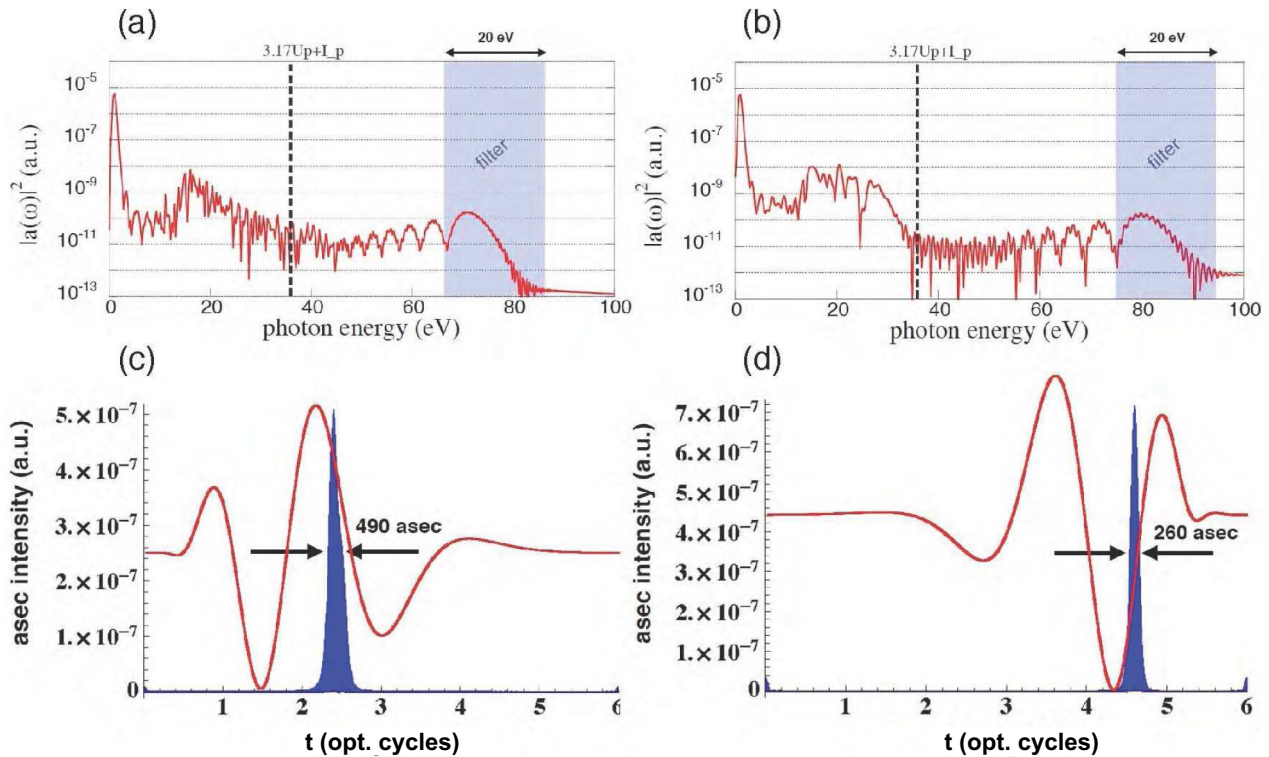 (a)
20 eV
3.17Up+I_p
filter
10⁻⁵
10⁻⁷
10⁻⁹
10⁻¹¹
10⁻¹³
|a(ω)|² (a.u.)
0 20 40 60 80 100
photon energy (eV)
(b)
20 eV
3.17Up+I_p
filter
10⁻⁵
10⁻⁷
10⁻⁹
10⁻¹¹
10⁻¹³
|a(ω)|² (a.u.)
0 20 40 60 80 100
photon energy (eV)
(c)
5.×10⁻⁷
4.×10⁻⁷
3.×10⁻⁷
2.×10⁻⁷
1.×10⁻⁷
0
asec intensity (a.u.)
490 asec
1 2 3 4 5 6
t (opt. cycles)
(d)
7.×10⁻⁷
6.×10⁻⁷
5.×10⁻⁷
4.×10⁻⁷
3.×10⁻⁷
2.×10⁻⁷
1.×10⁻⁷
0
asec intensity (a.u.)
260 asec
1 2 3 4 5 6
t (opt. cycles)